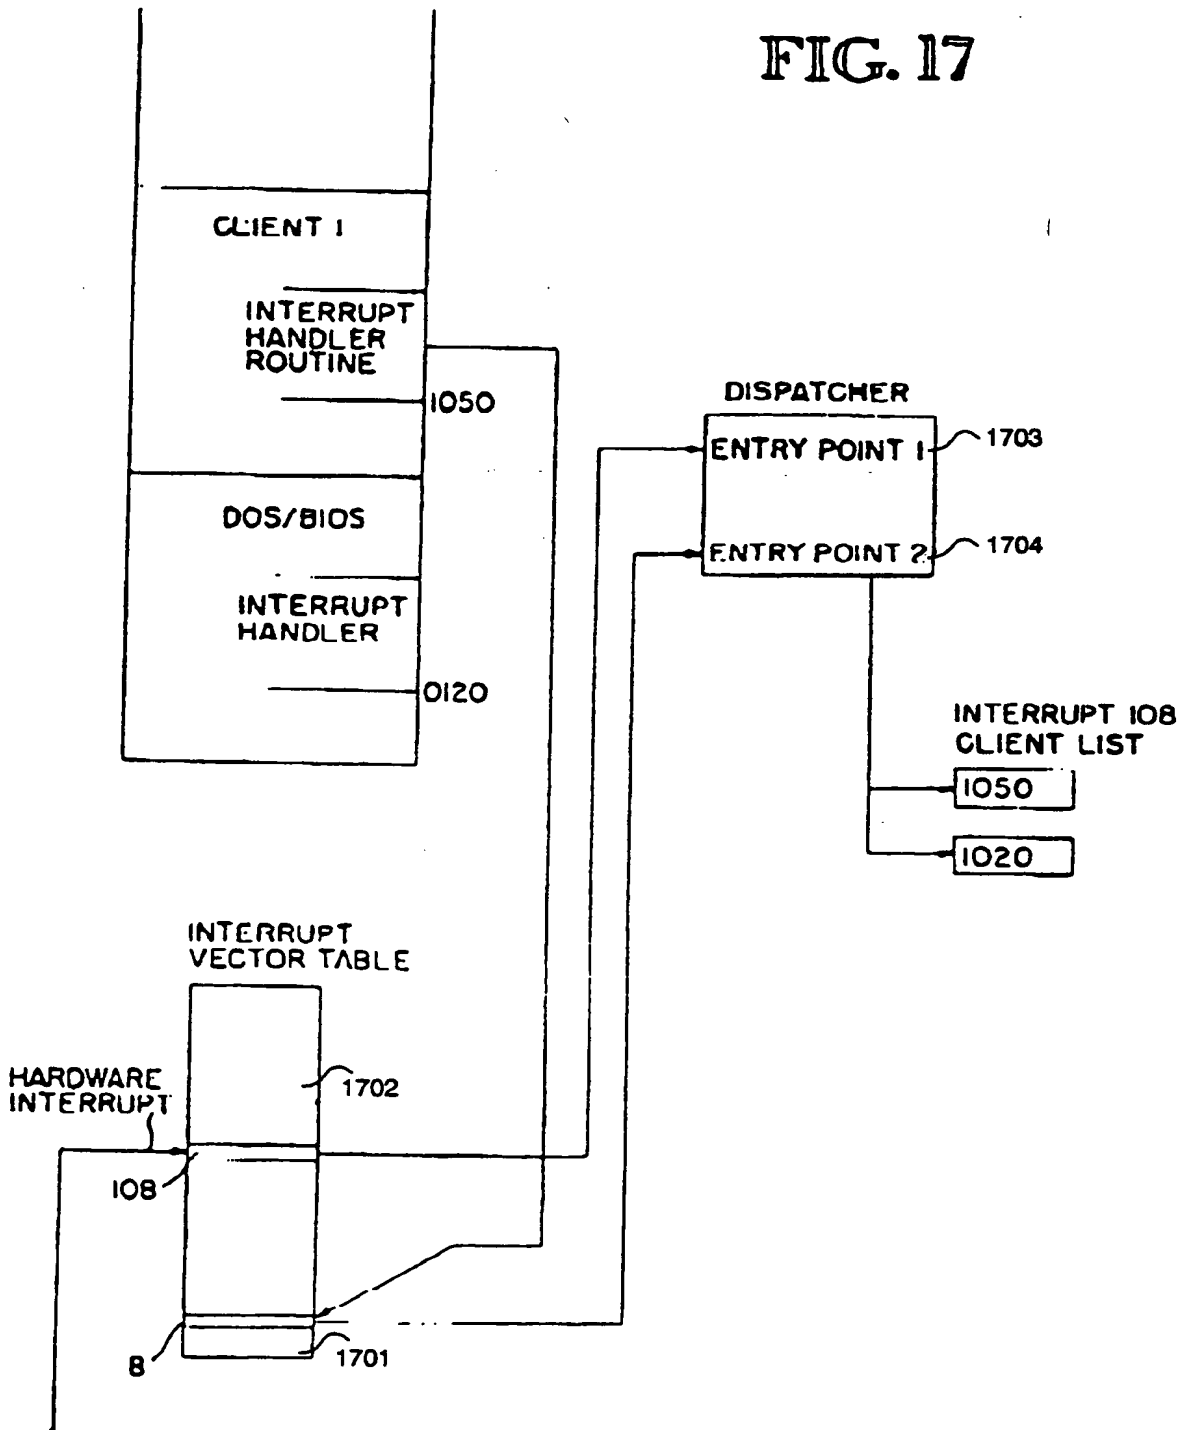 FIG. 17
CLIENT 1
INTERRUPT
HANDLER
ROUTINE
1050
DOS/BIOS
INTERRUPT
HANDLER
0120
DISPATCHER
ENTRY POINT 1
1703
ENTRY POINT 2
1704
INTERRUPT 108
CLIENT LIST
1050
1020
INTERRUPT
VECTOR TABLE
1702
HARDWARE
INTERRUPT
108
8
1701